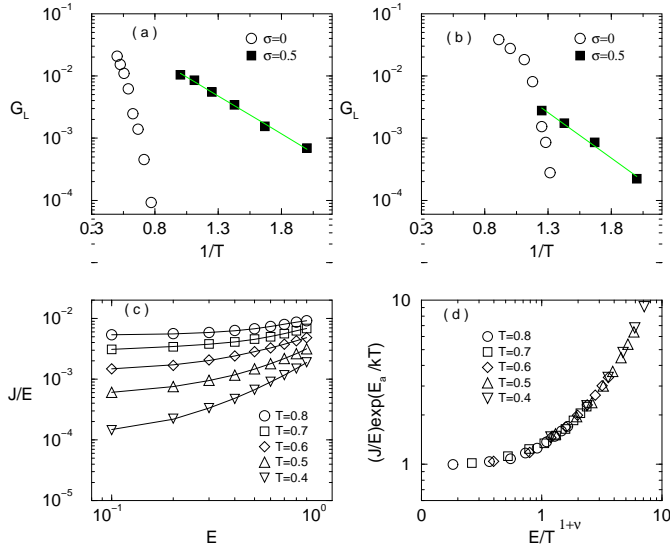 ( a )
σ=0
σ=0.5
10⁻¹
10⁻²
G_L
10⁻³
10⁻⁴
0.3 0.8 1.3 1.8
1/T
( b )
σ=0
σ=0.5
10⁻¹
10⁻²
G_L
10⁻³
10⁻⁴
0.3 0.8 1.3 1.8
1/T
( c )
10⁻¹
10⁻²
10⁻³
J/E
10⁻⁴
10⁻⁵
T=0.8
T=0.7
T=0.6
T=0.5
T=0.4
10⁻¹ 10⁰
E
(d)
10
1
(J/E)exp(E_a /kT)
T=0.8
T=0.7
T=0.6
T=0.5
T=0.4
0 1 10
E/T^{1+ν}